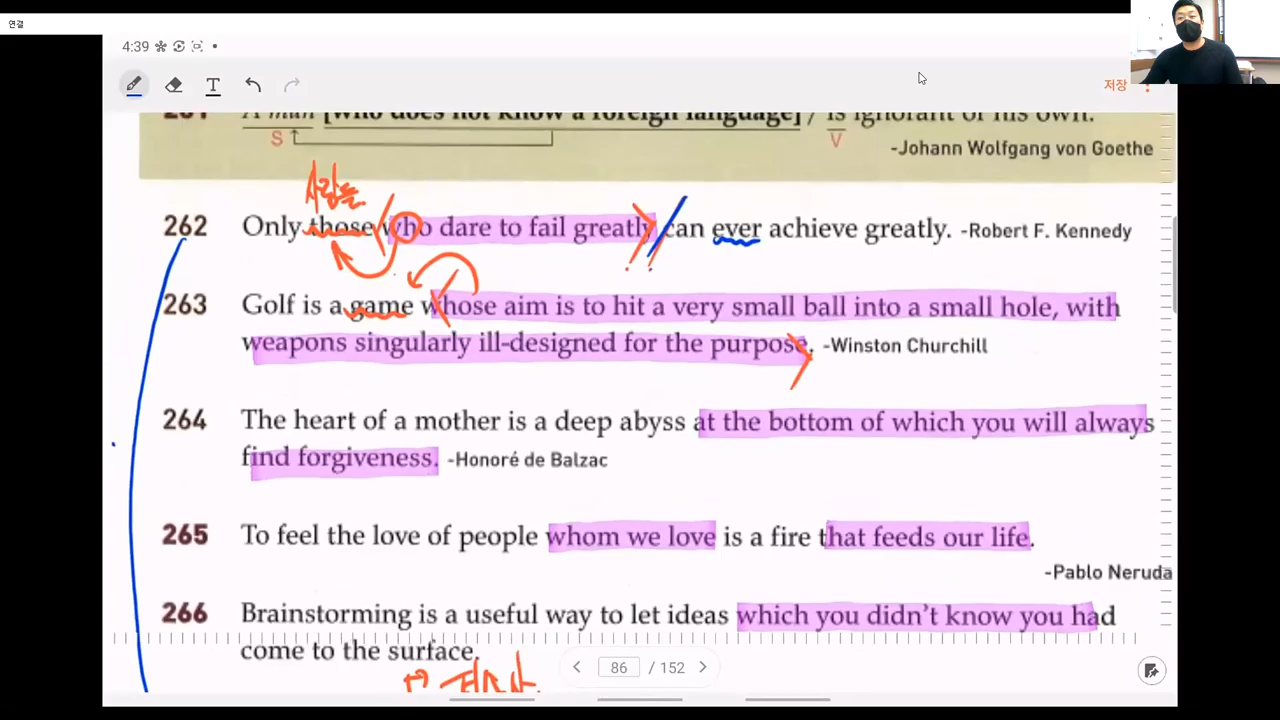 연결
4:39
저장
261 A man [who does not know a foreign language] / is ignorant of his own.
S
V
-Johann Wolfgang von Goethe
사람들
262 Only those who dare to fail greatly can ever achieve greatly. -Robert F. Kennedy
263 Golf is a game whose aim is to hit a very small ball into a small hole, with
weapons singularly ill-designed for the purpose. -Winston Churchill
264 The heart of a mother is a deep abyss at the bottom of which you will always
find forgiveness. -Honoré de Balzac
265 To feel the love of people whom we love is a fire that feeds our life.
-Pablo Neruda
266 Brainstorming is a useful way to let ideas which you didn't know you had
come to the surface.
86 / 152